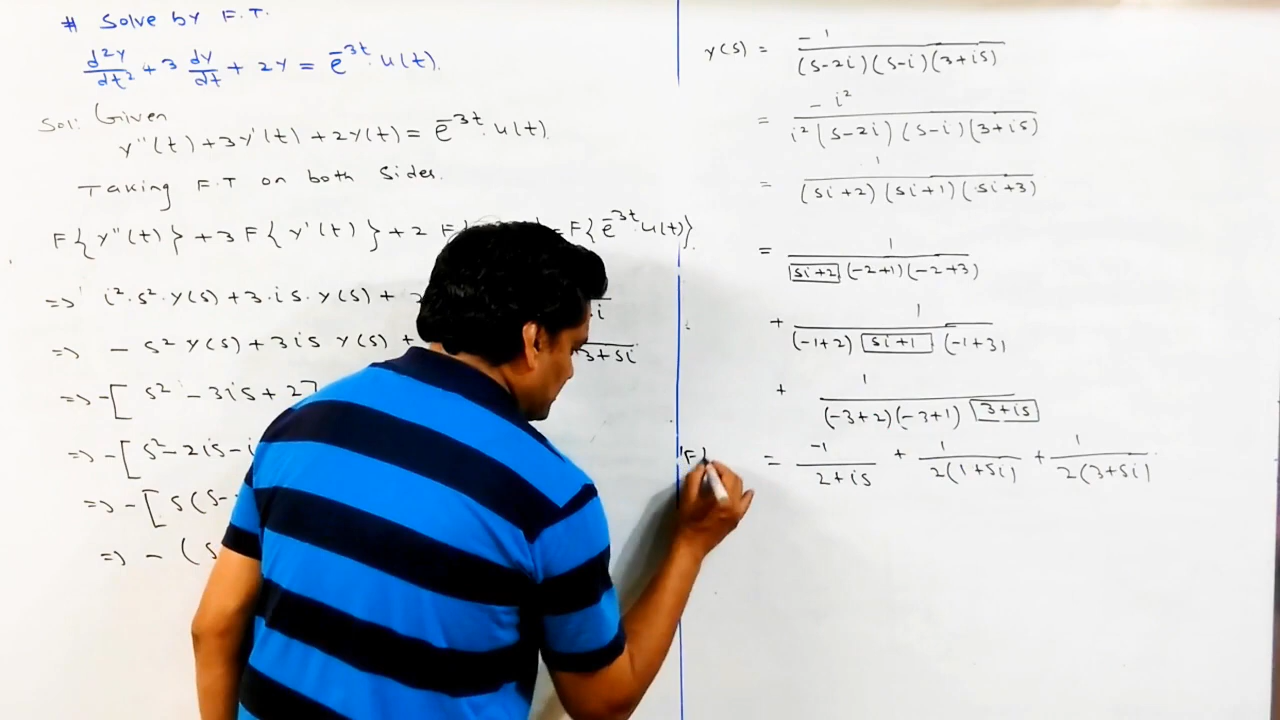 # Solve by F.T.
d²y/dt² + 3 dy/dt + 2y = e^-3t . u(t).
Sol: Given
y''(t) + 3y'(t) + 2y(t) = e^-3t . u(t).
Taking F.T on both sides.
F{y''(t)} + 3 F{y'(t)} + 2 F{ = F{e^-3t . u(t)}.
=> i² . s² . y(s) + 3 . is . y(s) +
=> - s² y(s) + 3is y(s) + 3+si
=> -[ s² - 3is + 2]
=> -[ s² - 2is - i
=> -[ s(s-
=> - (s
y(s) = -1 / (s-2i)(s-i)(3+is)
= -i² / i²(s-2i)(s-i)(3+is)
= 1 / (si+2)(si+1)(si+3)
= 1 / si+2 (-2+1)(-2+3)
+ 1 / (-1+2) si+1 (-1+3)
+ 1 / (-3+2)(-3+1) 3+is
F = -1 / 2+is + 1 / 2(1+si) + 1 / 2(3+si)